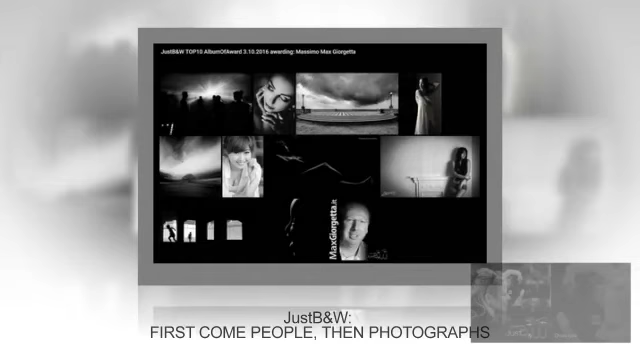 JustB&W TOP10 AlbumOfAward 3.10.2016 awarding: Massimo Max Giorgetta
MaxGiorgetta.it
JustB&W:
FIRST COME PEOPLE, THEN PHOTOGRAPHS